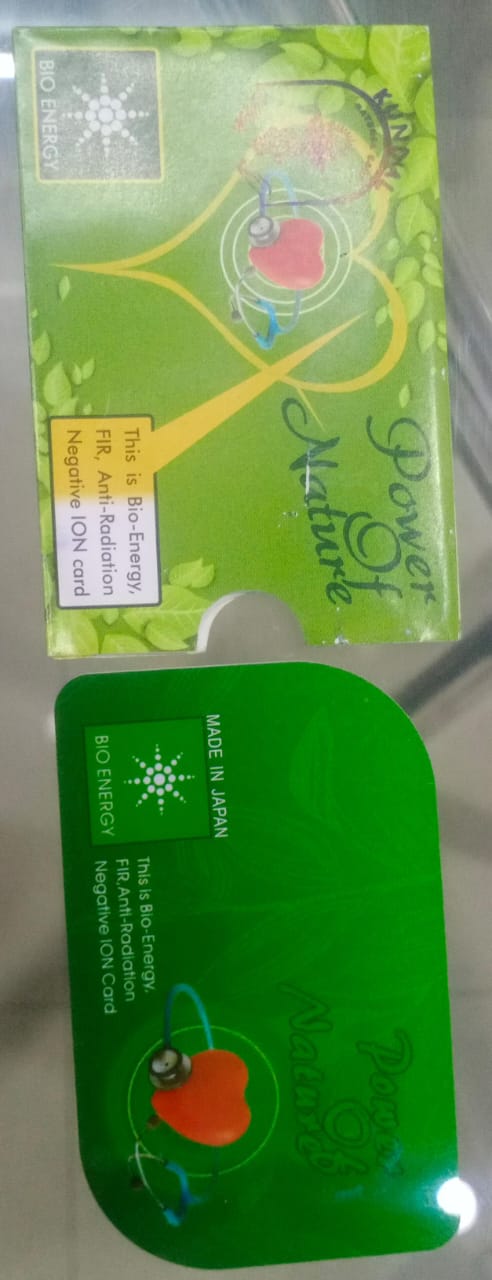 Power
Of
Nature
BIO ENERGY
This is Bio-Energy,
FIR, Anti-Radiation
Negative ION card
Power
Of
Nature
MADE IN JAPAN
BIO ENERGY
This is Bio-Energy,
FIR,Anti-Radiation
Negative ION Card